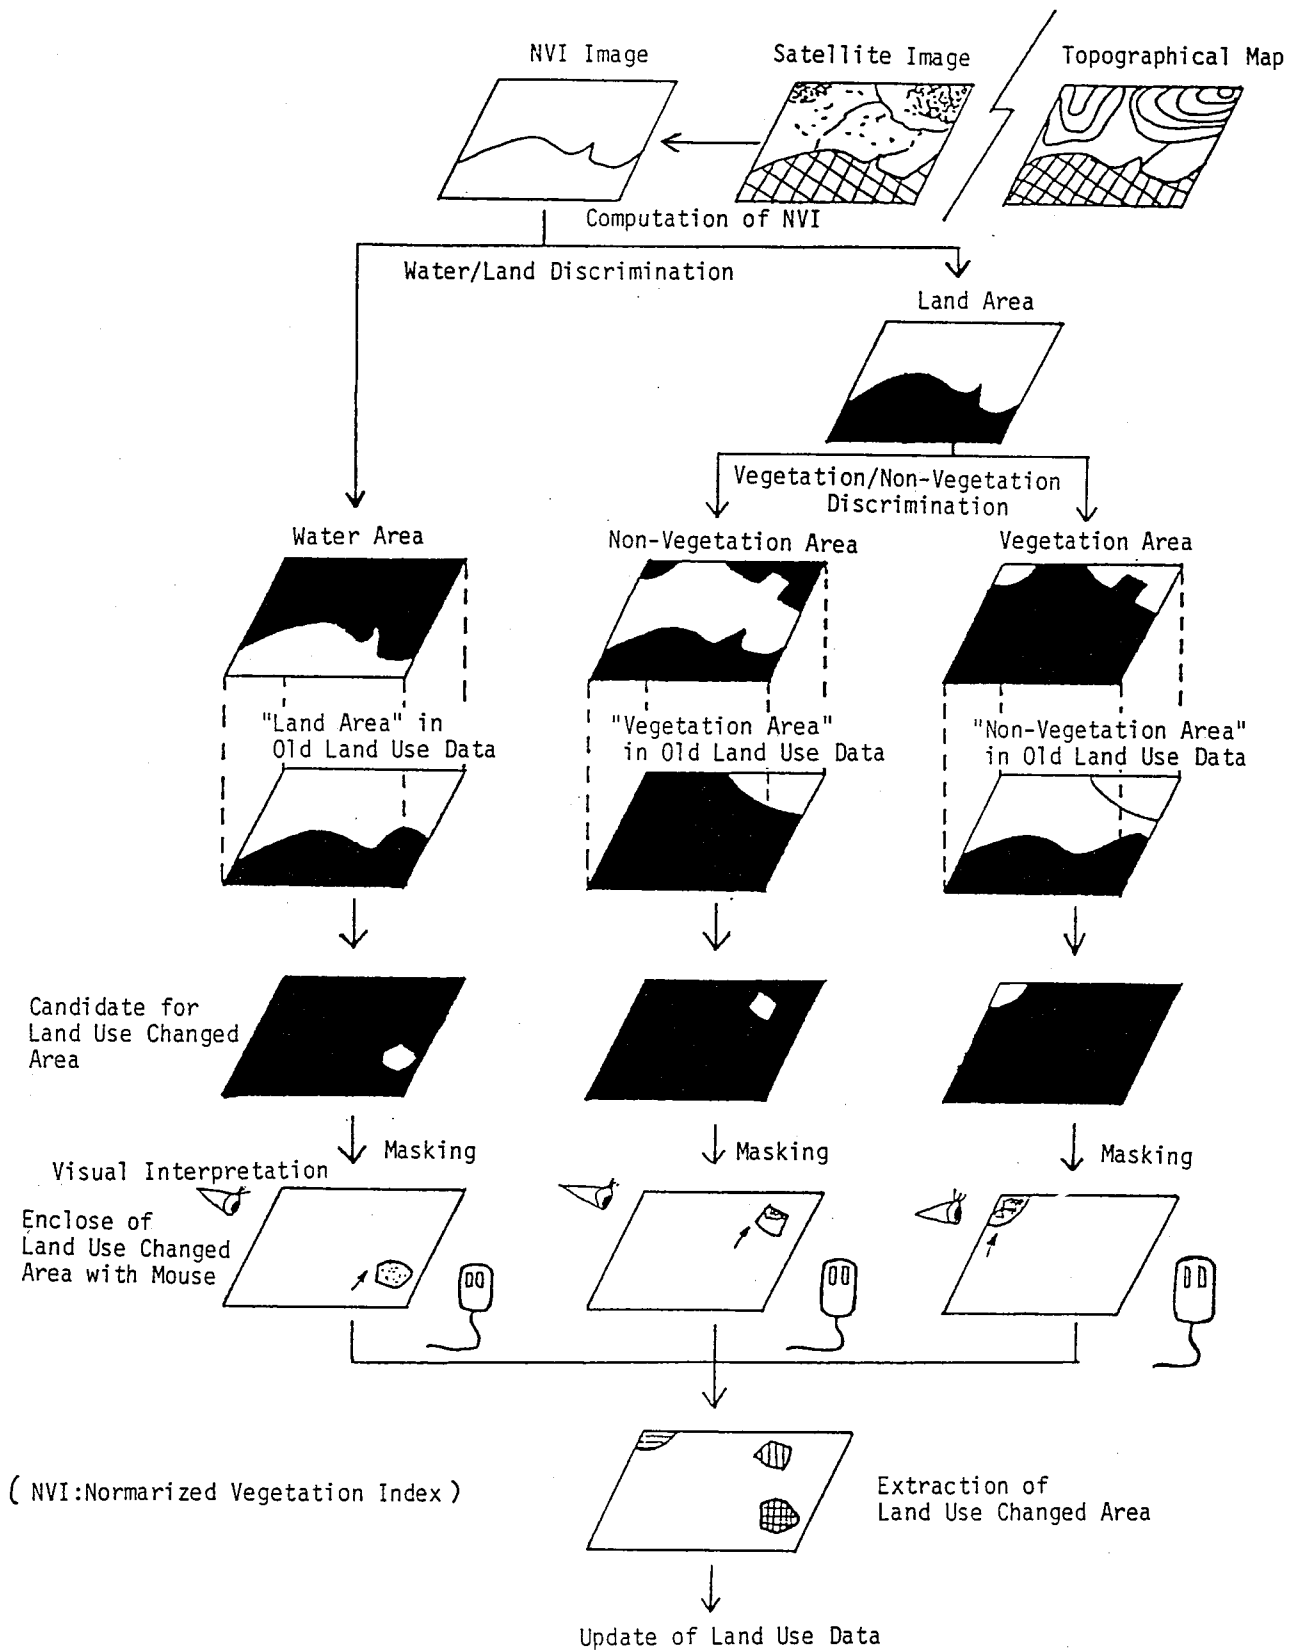 NVI Image
Satellite Image
Topographical Map
Computation of NVI
Water/Land Discrimination
Land Area
Vegetation/Non-Vegetation
Discrimination
Water Area
Non-Vegetation Area
Vegetation Area
"Land Area" in
Old Land Use Data
"Vegetation Area"
in Old Land Use Data
"Non-Vegetation Area"
in Old Land Use Data
Candidate for
Land Use Changed
Area
Masking
Masking
Masking
Visual Interpretation
Enclose of
Land Use Changed
Area with Mouse
(NVI:Normarized Vegetation Index)
Extraction of
Land Use Changed Area
Update of Land Use Data